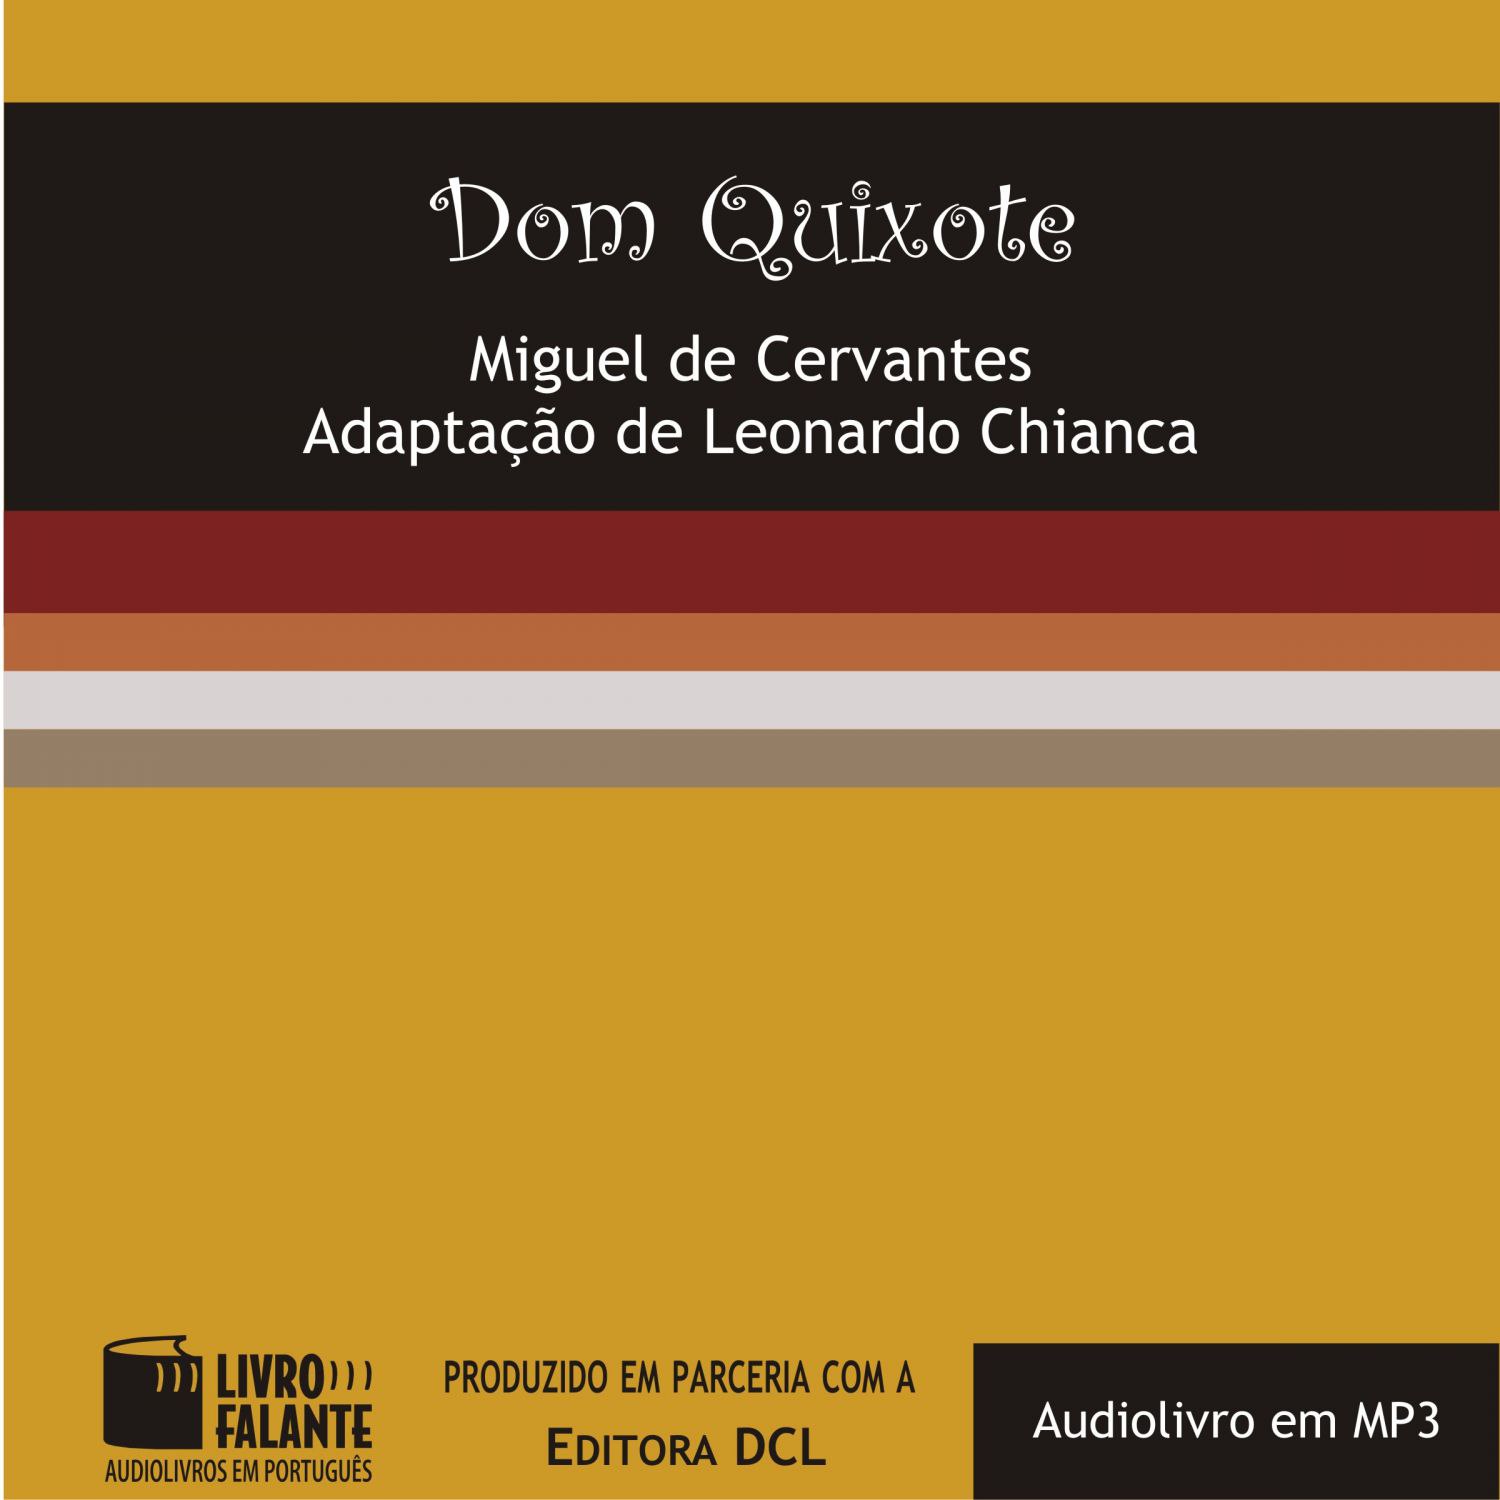 Dom Quixote
Miguel de Cervantes
Adaptação de Leonardo Chianca
LIVRO
FALANTE
AUDIOLIVROS EM PORTUGUÊS
PRODUZIDO EM PARCERIA COM A
EDITORA DCL
Audiolivro em MP3